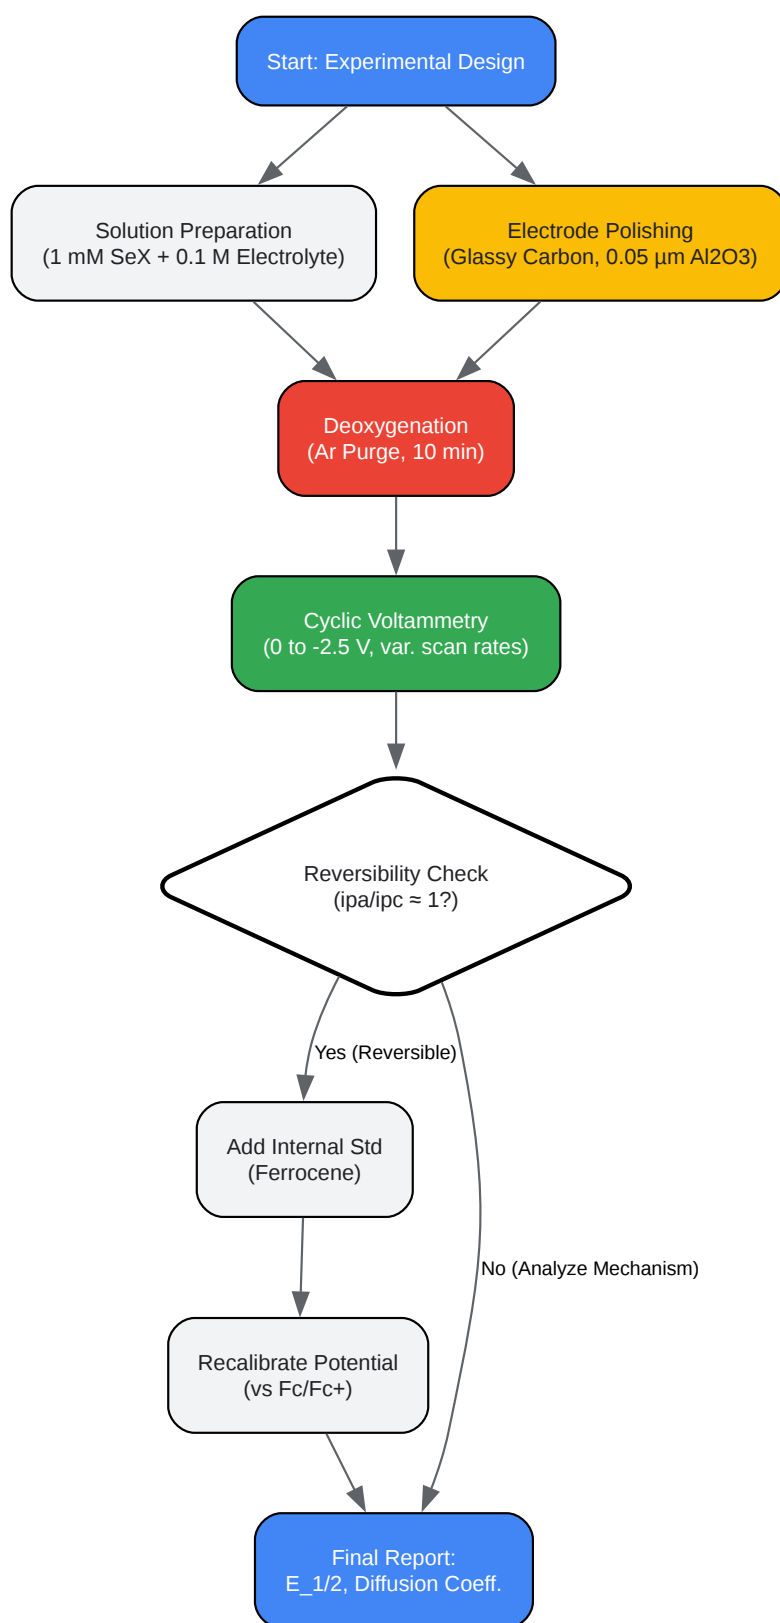 Start: Experimental Design
Solution Preparation
(1 mM SeX + 0.1 M Electrolyte)
Electrode Polishing
(Glassy Carbon, 0.05 µm Al2O3)
Deoxygenation
(Ar Purge, 10 min)
Cyclic Voltammetry
(0 to -2.5 V, var. scan rates)
Reversibility Check
(ipa/ipc ≈ 1?)
Yes (Reversible)
Add Internal Std
(Ferrocene)
No (Analyze Mechanism)
Recalibrate Potential
(vs Fc/Fc+)
Final Report:
E_1/2, Diffusion Coeff.